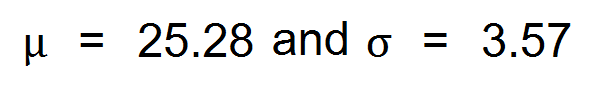 μ = 25.28 and σ = 3.57